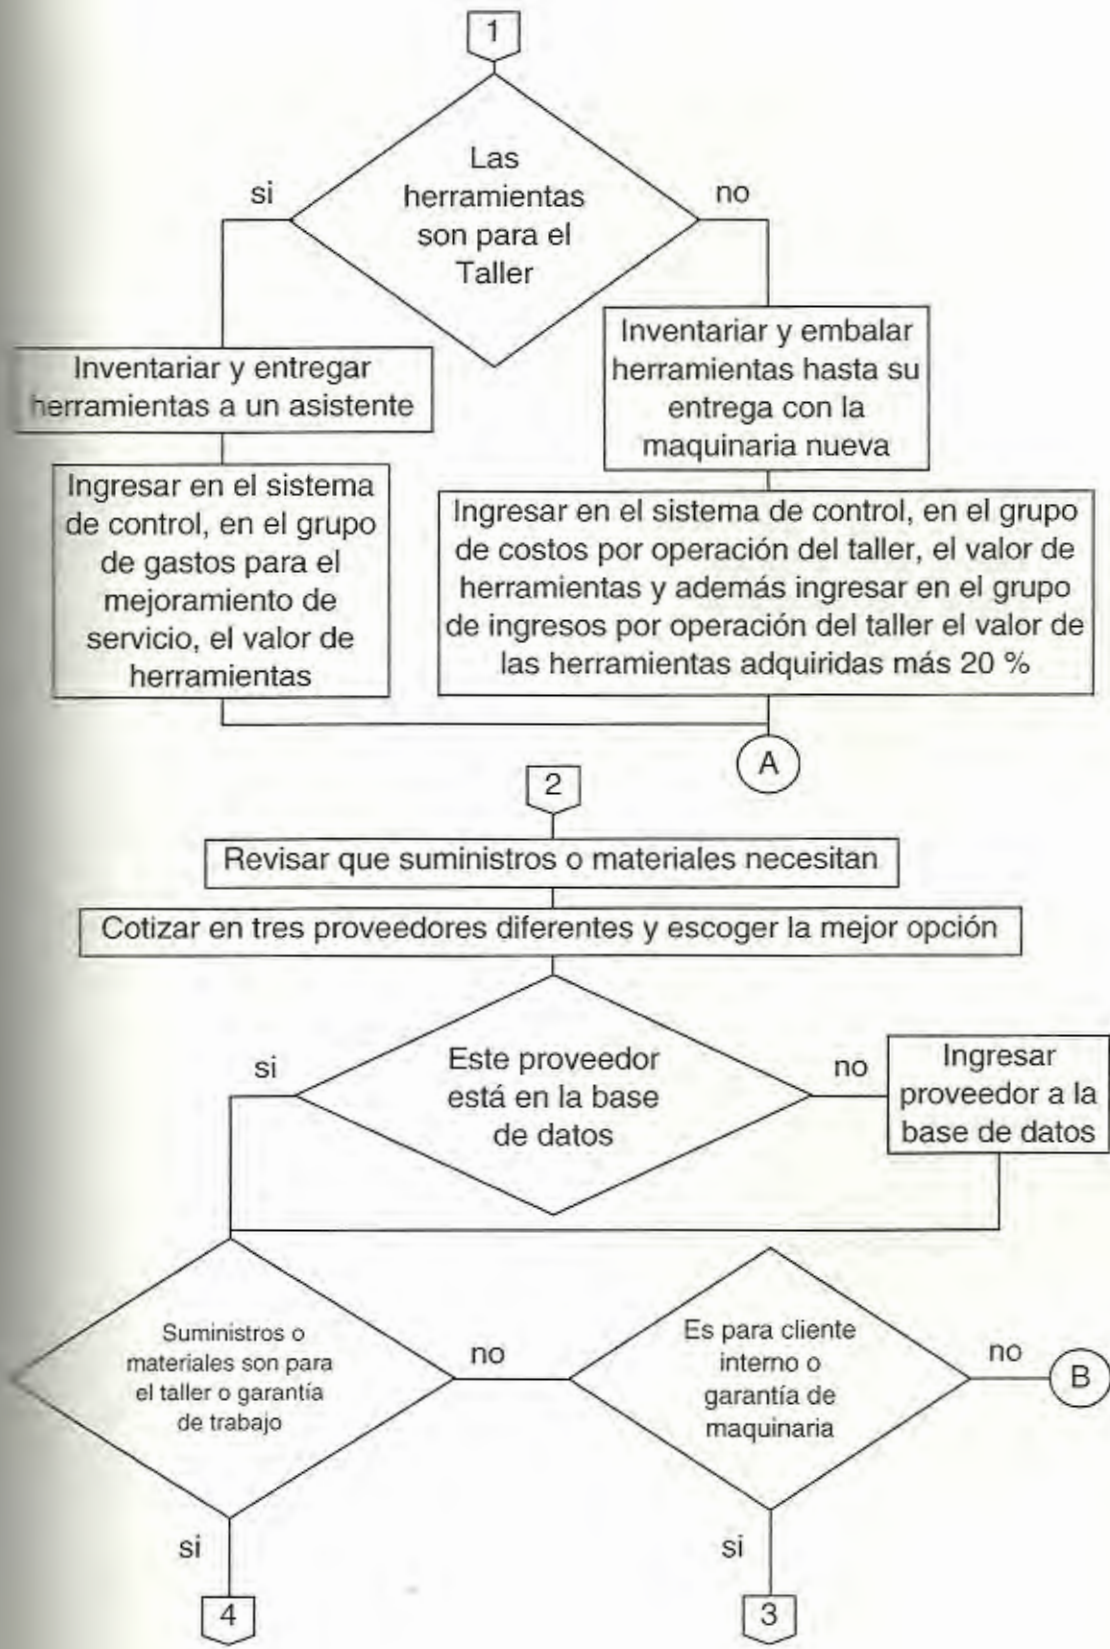 1
Las
herramientas
son para el
Taller
si
no
Inventariar y entregar
herramientas a un asistente
Inventariar y embalar
herramientas hasta su
entrega con la
maquinaria nueva
Ingresar en el sistema
de control, en el grupo
de gastos para el
mejoramiento de
servicio, el valor de
herramientas
Ingresar en el sistema de control, en el grupo
de costos por operación del taller, el valor de
herramientas y además ingresar en el grupo
de ingresos por operación del taller el valor de
las herramientas adquiridas más 20 %
A
2
Revisar que suministros o materiales necesitan
Cotizar en tres proveedores diferentes y escoger la mejor opción
Este proveedor
está en la base
de datos
si
no
Ingresar
proveedor a la
base de datos
Suministros o
materiales son para
el taller o garantía
de trabajo
no
Es para cliente
interno o
garantía de
maquinaria
no
B
si
si
4
3